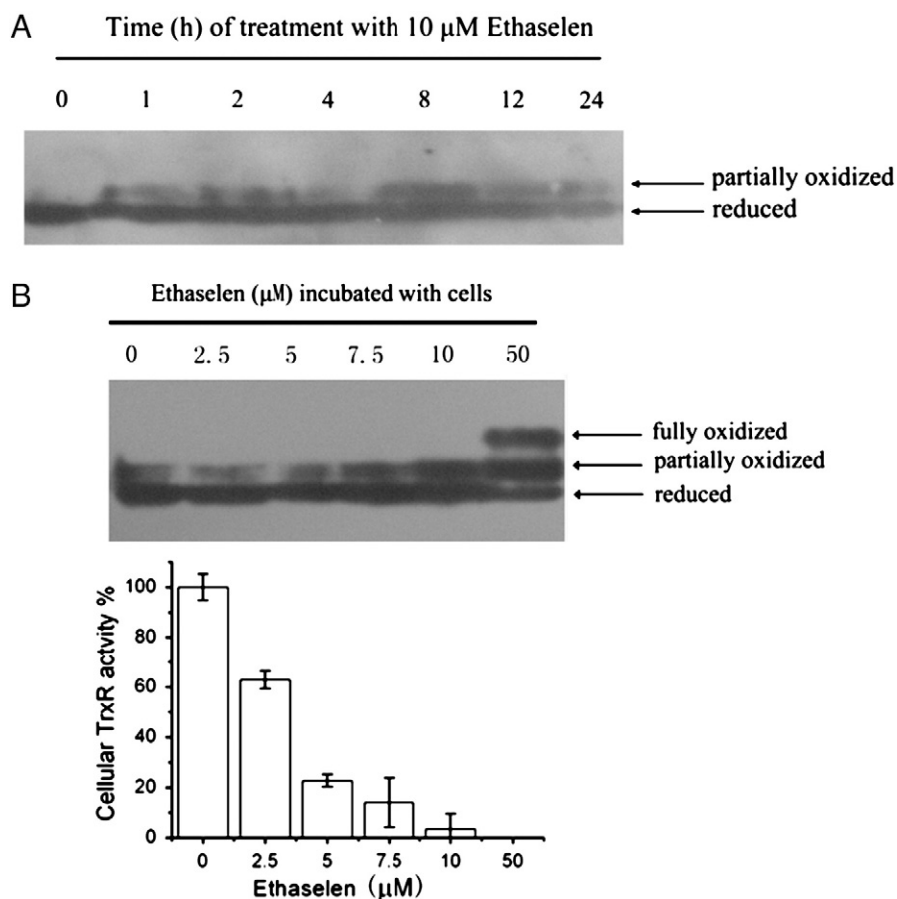 A
Time (h) of treatment with 10 μM Ethaselen
0 1 2 4 8 12 24
partially oxidized
reduced
B
Ethaselen (μM) incubated with cells
0 2.5 5 7.5 10 50
fully oxidized
partially oxidized
reduced
Cellular TrxR actvity %
100
80
60
40
20
0
0 2.5 5 7.5 10 50
Ethaselen (μM)